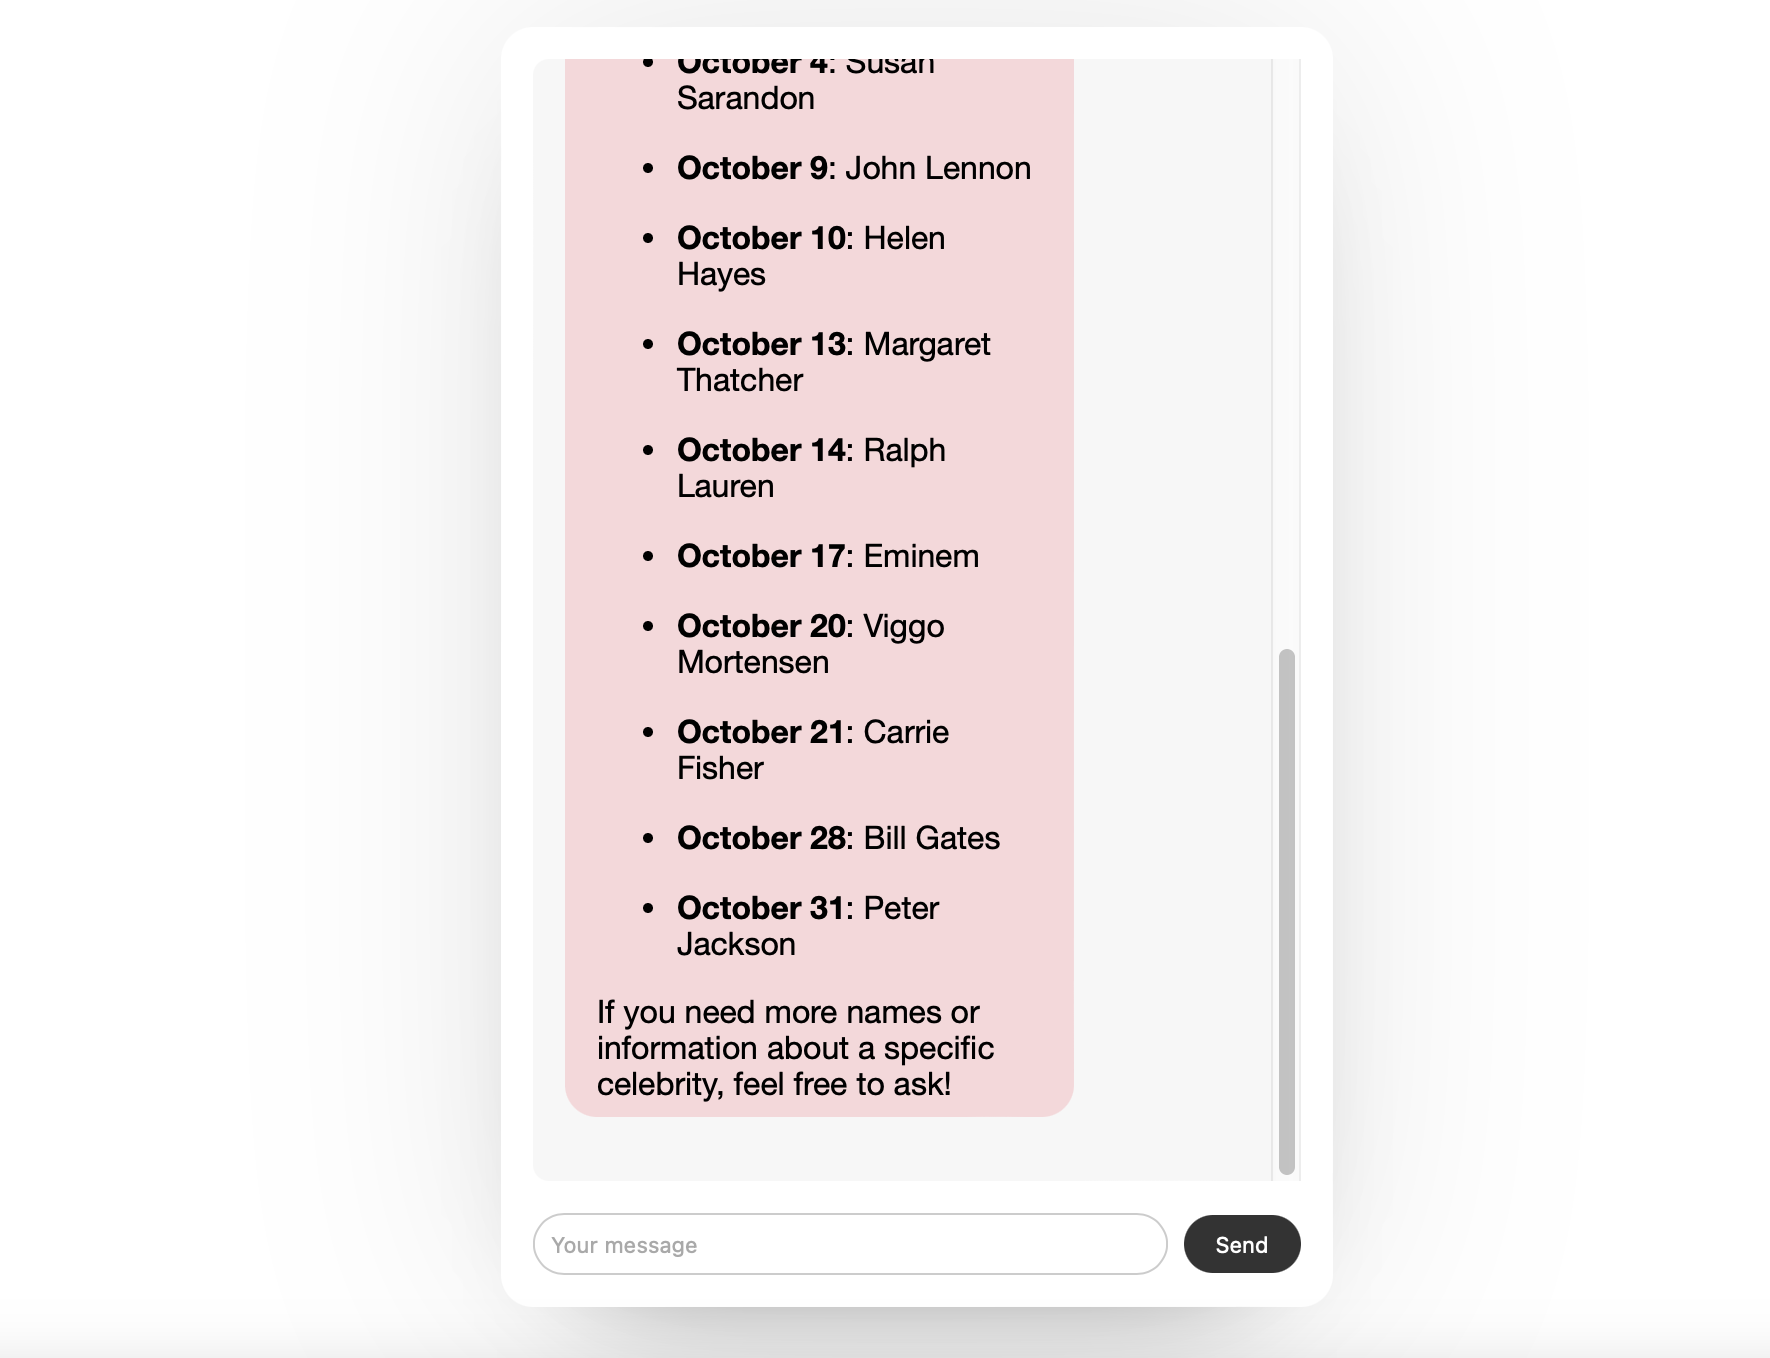 • October 4: Susan
Sarandon
• October 9: John Lennon
• October 10: Helen
Hayes
• October 13: Margaret
Thatcher
• October 14: Ralph
Lauren
• October 17: Eminem
• October 20: Viggo
Mortensen
• October 21: Carrie
Fisher
• October 28: Bill Gates
• October 31: Peter
Jackson
If you need more names or
information about a specific
celebrity, feel free to ask!
Your message
Send